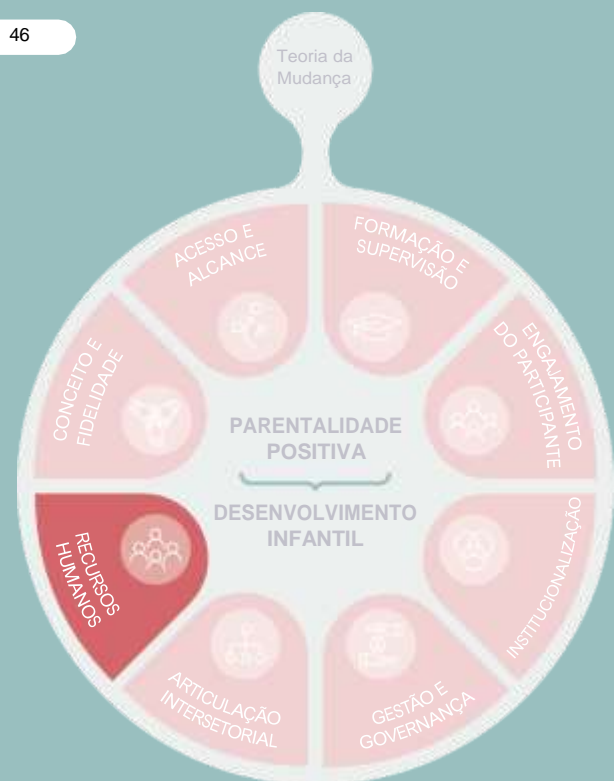 46
Teoria da
Mudança
ACESSO E
ALCANCE
FORMAÇÃO E
SUPERVISÃO
CONCEITO E
FIDELIDADE
ENGAJAMENTO
DO PARTICIPANTE
PARENTALIDADE
POSITIVA
DESENVOLVIMENTO
INFANTIL
RECURSOS
HUMANOS
INSTITUCIONALIZAÇÃO
ARTICULAÇÃO
INTERSETORIAL
GESTÃO E
GOVERNANÇA